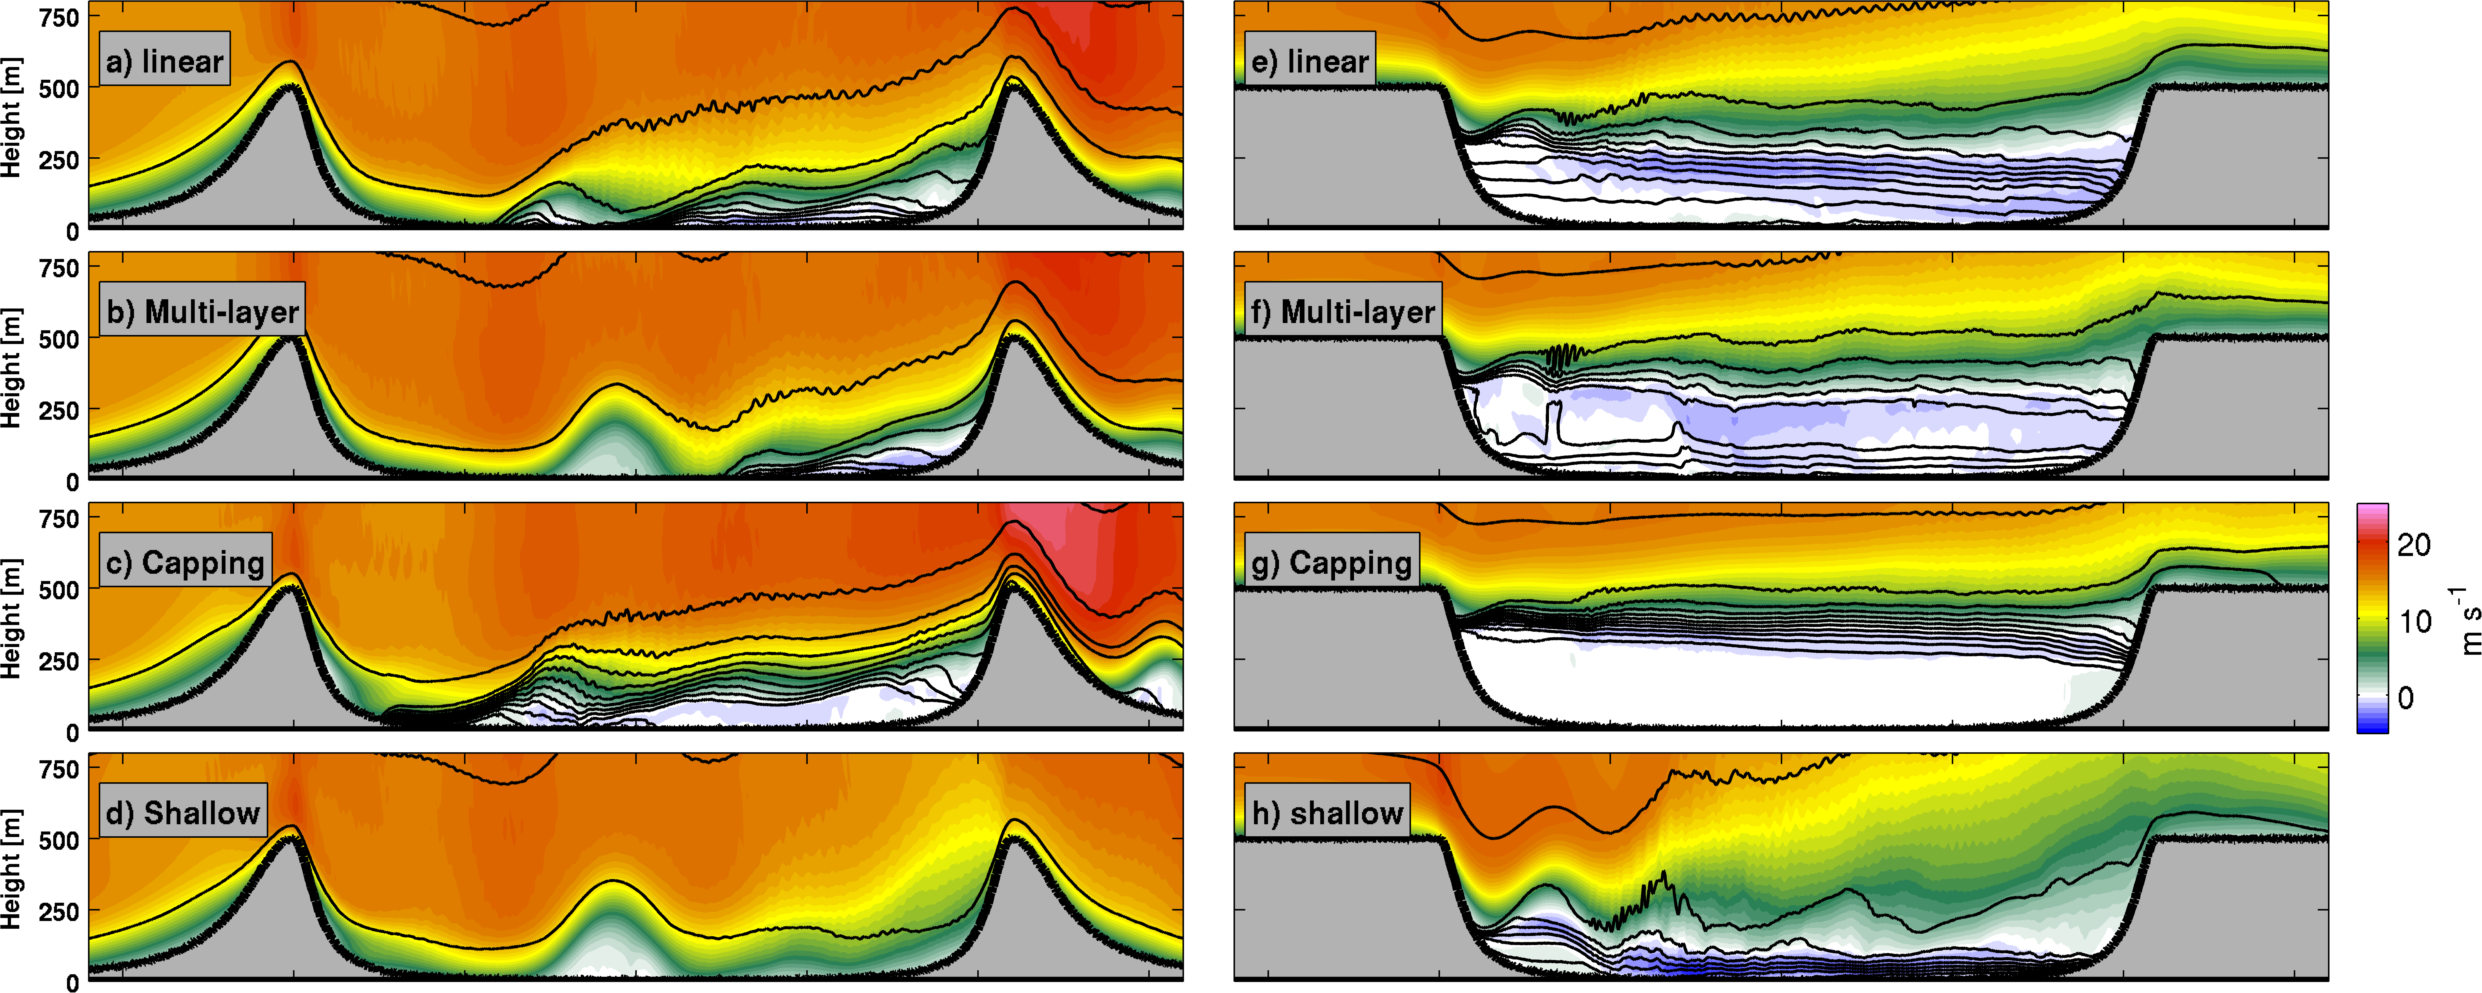 Height [m]
750
500
250
0
a) linear
e) linear
Height [m]
750
500
250
0
b) Multi-layer
f) Multi-layer
Height [m]
750
500
250
0
c) Capping
g) Capping
20
10
0
m s⁻¹
Height [m]
750
500
250
0
d) Shallow
h) shallow